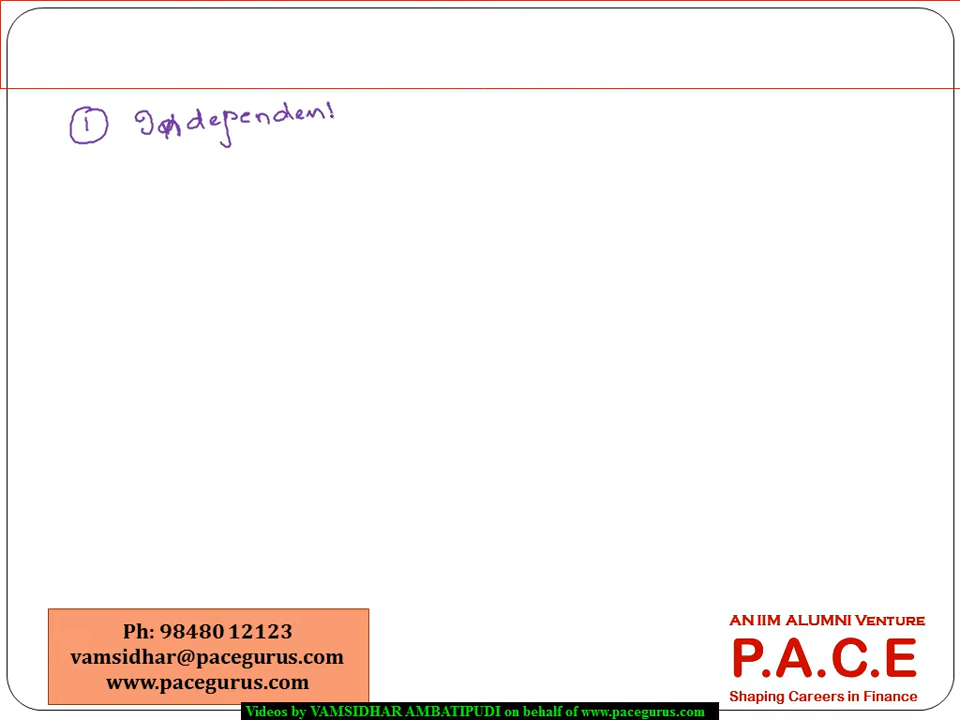 ① Independent
Ph: 98480 12123
vamsidhar@pacegurus.com
www.pacegurus.com
AN IIM ALUMNI VENTURE
P.A.C.E
Shaping Careers in Finance
Videos by VAMSIDHAR AMBATIPUDI on behalf of www.pacegurus.com